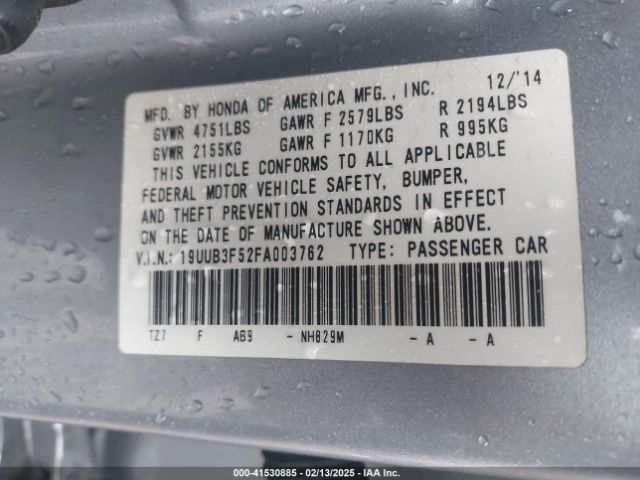 MFD. BY HONDA OF AMERICA MFG., INC. 12/'14
GVWR 4751LBS GAWR F 2579LBS R 2194LBS
GVWR 2155KG GAWR F 1170KG R 995KG
THIS VEHICLE CONFORMS TO ALL APPLICABLE
FEDERAL MOTOR VEHICLE SAFETY, BUMPER,
AND THEFT PREVENTION STANDARDS IN EFFECT
ON THE DATE OF MANUFACTURE SHOWN ABOVE.
V.I.N.: 19UUB3F52FA003762 TYPE: PASSENGER CAR
TZ7 F AB9 - NH829M - A - A
000-41530885 | 02/13/2025 | IAA Inc.